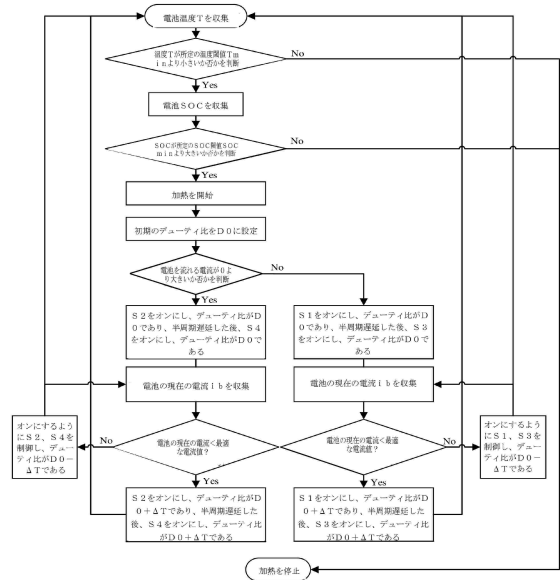 電池温度Tを収集
温度Tが所定の温度閾値Tm
inより小さいか否かを判断
No
Yes
電池SOCを収集
SOCが所定のSOC閾値SOC
minより大きいか否かを判断
No
Yes
加熱を開始
初期のデューティ比をD0に設定
電池を流れる電流が0よ
り大きいか否かを判断
No
Yes
S2をオンにし、デューティ比がD
0であり、半周期遅延した後、S4
をオンにし、デューティ比がD0で
ある
S1をオンにし、デューティ比がD
0であり、半周期遅延した後、S3
をオンにし、デューティ比がD0で
ある
電池の現在の電流ibを収集
電池の現在の電流ibを収集
オンにするよう
にS2、S4を
制御し、デュー
ティ比がD0-
ΔTである
No
電池の現在の電流<最適
な電流値?
電池の現在の電流<最適
な電流値?
No
オンにするよう
にS1、S3を
制御し、デュー
ティ比がD0-
ΔTである
Yes
Yes
S2をオンにし、デューティ比がD
0+ΔTであり、半周期遅延した
後、S4をオンにし、デューティ比
がD0+ΔTである
S1をオンにし、デューティ比がD
0+ΔTであり、半周期遅延した
後、S3をオンにし、デューティ比
がD0+ΔTである
加熱を停止